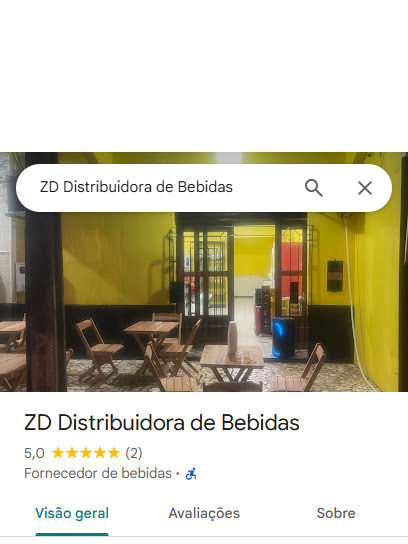 ZD Distribuidora de Bebidas
ZD Distribuidora de Bebidas
5,0 ★★★★★ (2)
Fornecedor de bebidas ·
Visão geral Avaliações Sobre